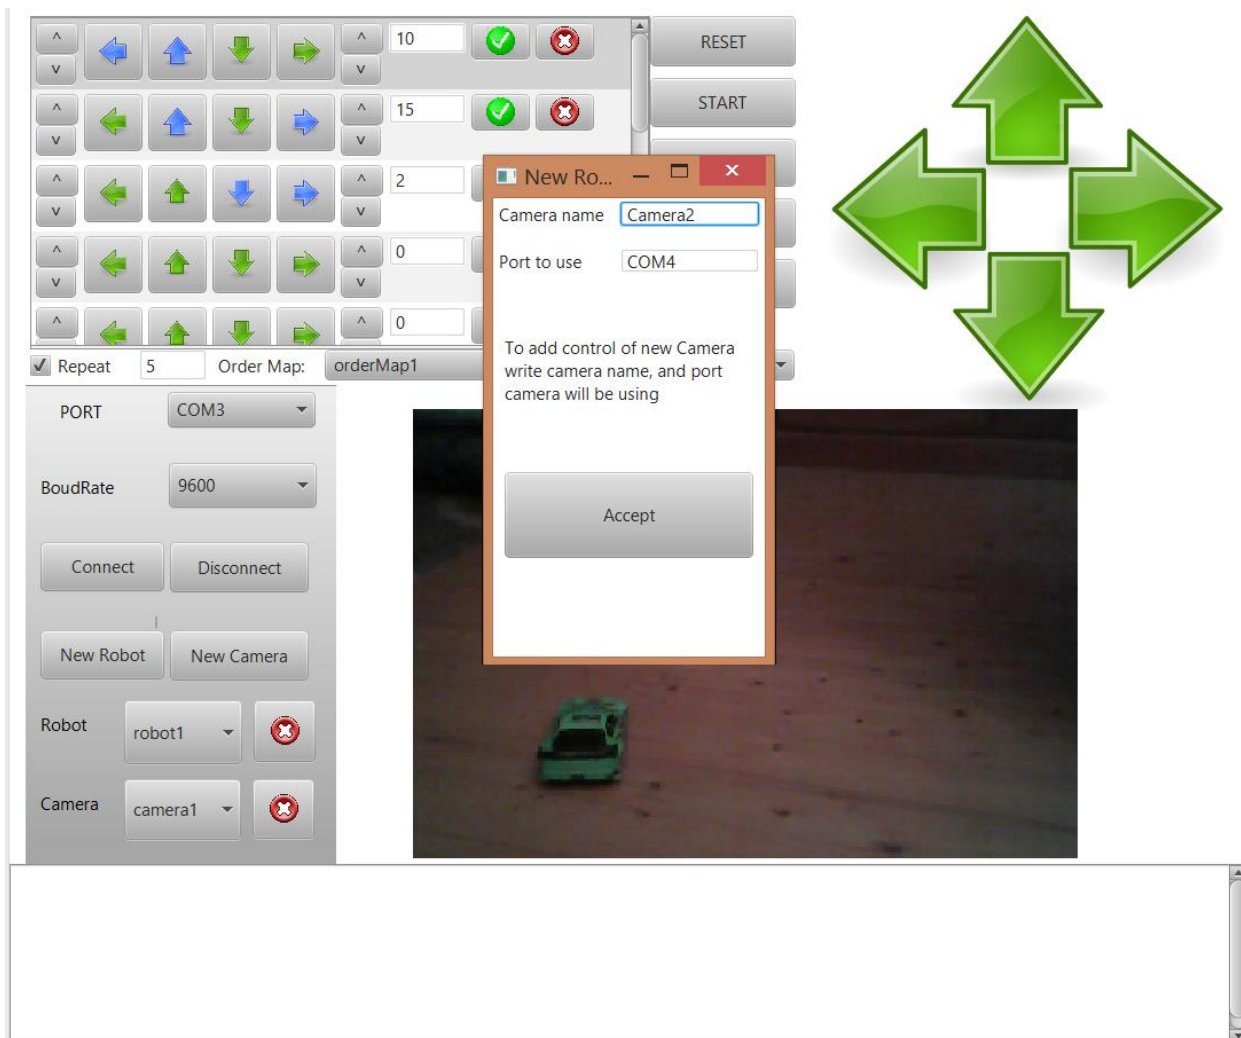 ^ ^ 10
v v
RESET
^ ^ 15
v v
START
^ ^ 2
v v
^ ^ 0
v v
^ ^ 0
Repeat 5 Order Map: orderMap1
New Ro...
Camera name Camera2
Port to use COM4
To add control of new Camera
write camera name, and port
camera will be using
Accept
PORT COM3
BoudRate 9600
Connect Disconnect
New Robot New Camera
Robot robot1
Camera camera1